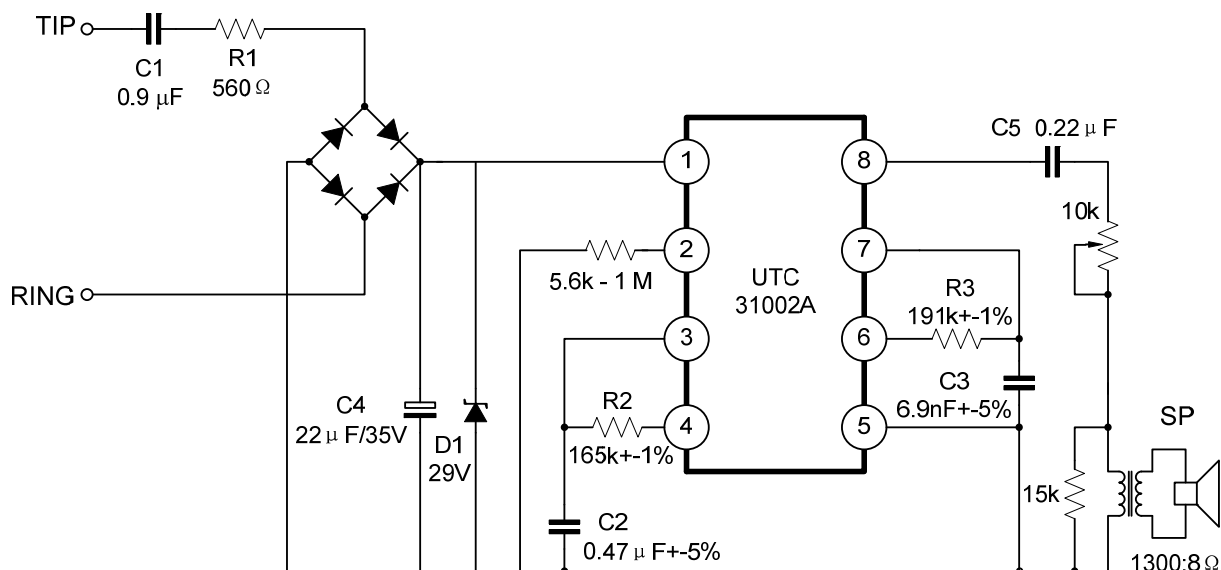 TIP
C1
0.9 μF
R1
560 Ω
RING
C4
22 μ F/35V
D1
29V
1
2
3
4
5.6k - 1 M
R2
165k+-1%
C2
0.47 μ F+-5%
UTC
31002A
8
7
6
5
R3
191k+-1%
C3
6.9nF+-5%
C5 0.22 μ F
10k
15k
SP
1300:8 Ω